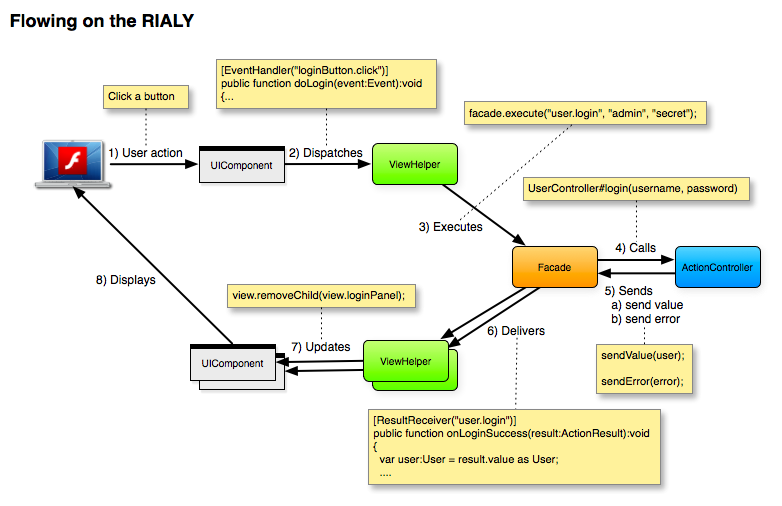 Flowing on the RIALY
Click a button
[EventHandler("loginButton.click")]
public function doLogin(event:Event):void
{...
facade.execute("user.login", "admin", "secret");
1) User action
UIComponent
2) Dispatches
ViewHelper
UserController#login(username, password)
3) Executes
4) Calls
Facade
ActionController
8) Displays
view.removeChild(view.loginPanel);
5) Sends
a) send value
b) send error
6) Delivers
7) Updates
UIComponent
ViewHelper
sendValue(user);
sendError(error);
[ResultReceiver("user.login")]
public function onLoginSuccess(result:ActionResult):void
{
var user:User = result.value as User;
....